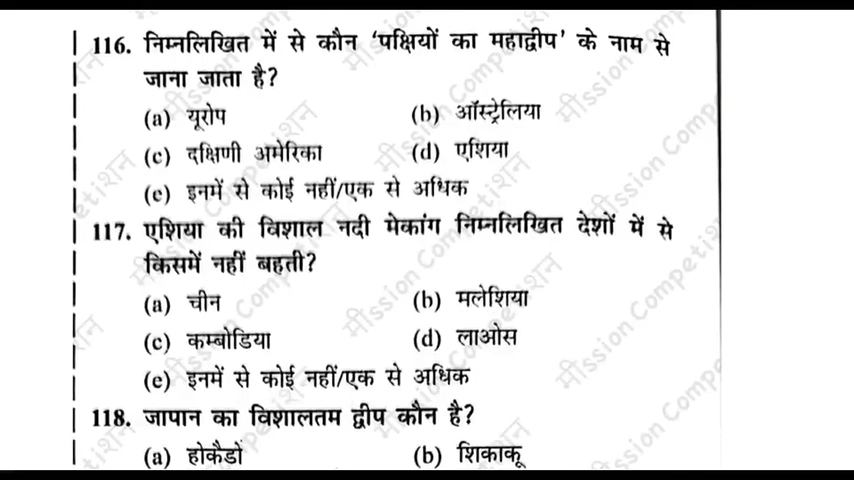 116. निम्नलिखित में से कौन 'पक्षियों का महाद्वीप' के नाम से
जाना जाता है?
(a) यूरोप (b) ऑस्ट्रेलिया
(c) दक्षिणी अमेरिका (d) एशिया
(e) इनमें से कोई नहीं/एक से अधिक
117. एशिया की विशाल नदी मेकांग निम्नलिखित देशों में से
किसमें नहीं बहती?
(a) चीन (b) मलेशिया
(c) कम्बोडिया (d) लाओस
(e) इनमें से कोई नहीं/एक से अधिक
118. जापान का विशालतम द्वीप कौन है?
(a) होकैडो (b) शिकाकू